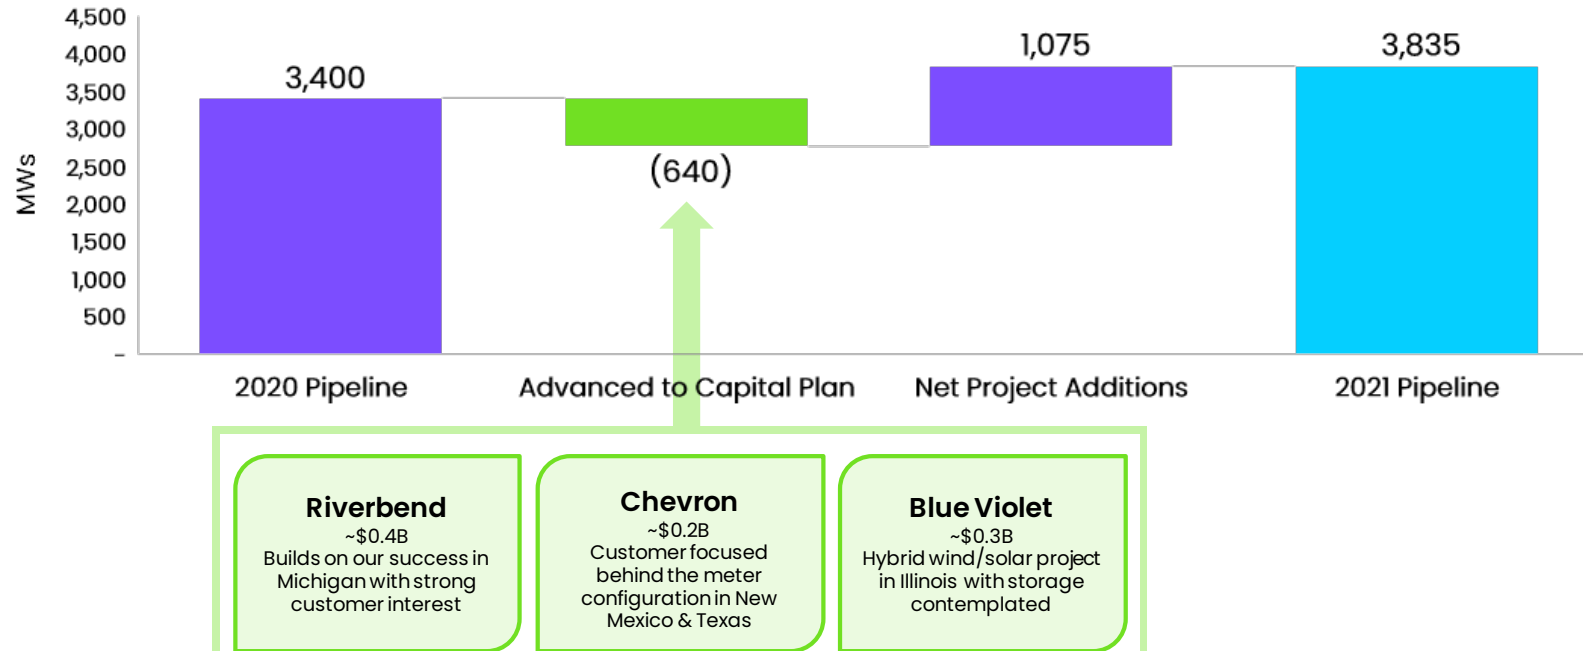 4,500
4,000
3,500
3,000
2,500
2,000
1,500
1,000
500
–
MWs
3,400
(640)
1,075
3,835
2020 Pipeline
Advanced to Capital Plan
Net Project Additions
2021 Pipeline
Riverbend
~$0.4B
Builds on our success in
Michigan with strong
customer interest
Chevron
~$0.2B
Customer focused
behind the meter
configuration in New
Mexico & Texas
Blue Violet
~$0.3B
Hybrid wind/solar project
in Illinois with storage
contemplated